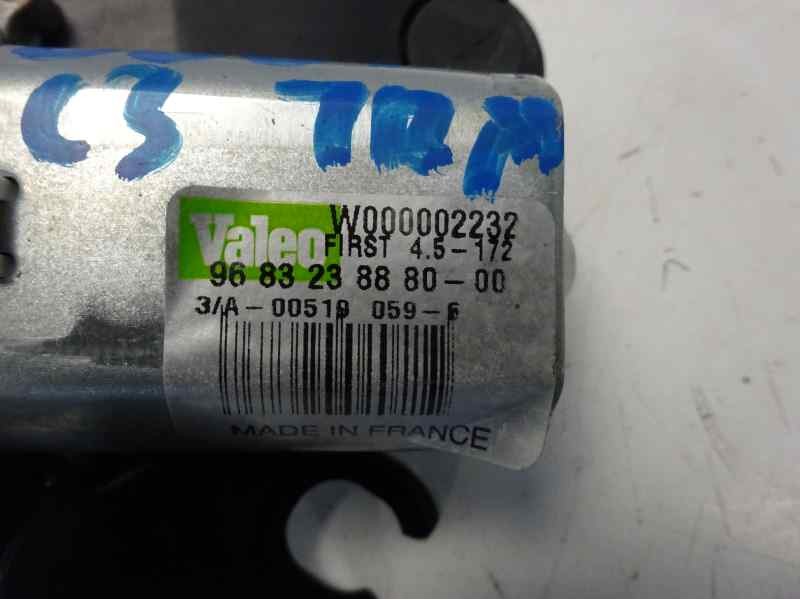 C3 TRM
Valeo W000002232
FIRST 4.5-172
96 83 23 88 80-00
3/A-00519 059-6
MADE IN FRANCE